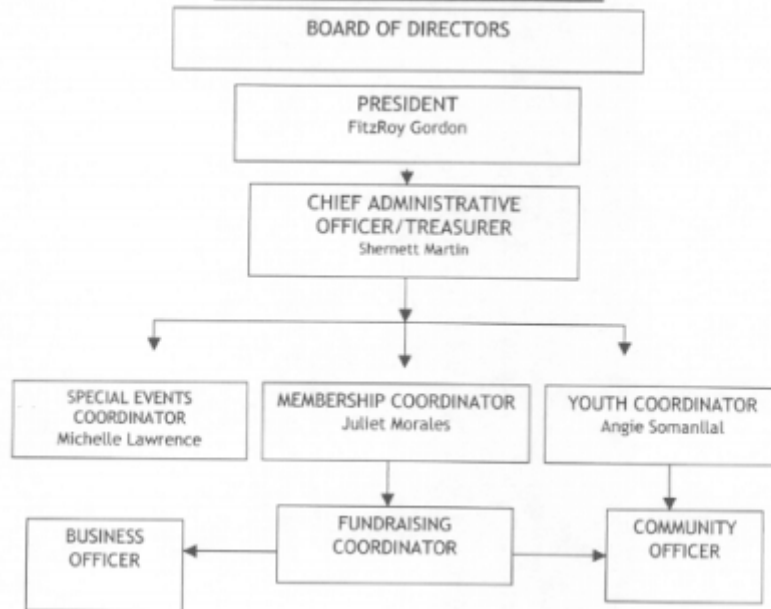 BOARD OF DIRECTORS
PRESIDENT
FitzRoy Gordon
CHIEF ADMINISTRATIVE
OFFICER/TREASURER
Shernett Martin
SPECIAL EVENTS
COORDINATOR
Michelle Lawrence
MEMBERSHIP COORDINATOR
Juliet Morales
YOUTH COORDINATOR
Angie Somanllal
BUSINESS
OFFICER
FUNDRAISING
COORDINATOR
COMMUNITY
OFFICER